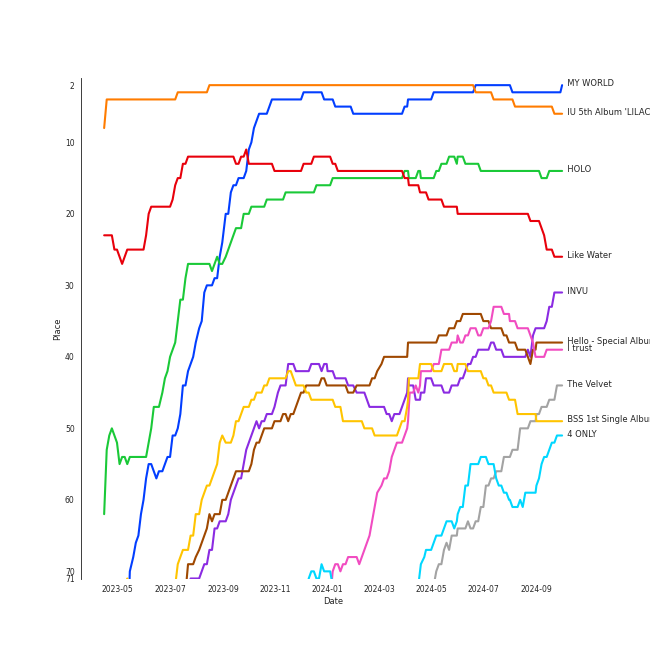 2
MY WORLD
IU 5th Album 'LILAC
10
HOLO
20
Like Water
30
INVU
Place
40
Hello - Special Albu
I trust
The Velvet
50
BSS 1st Single Albu
4 ONLY
60
70
71
2023-05 2023-07 2023-09 2023-11 2024-01 2024-03 2024-05 2024-07 2024-09
Date